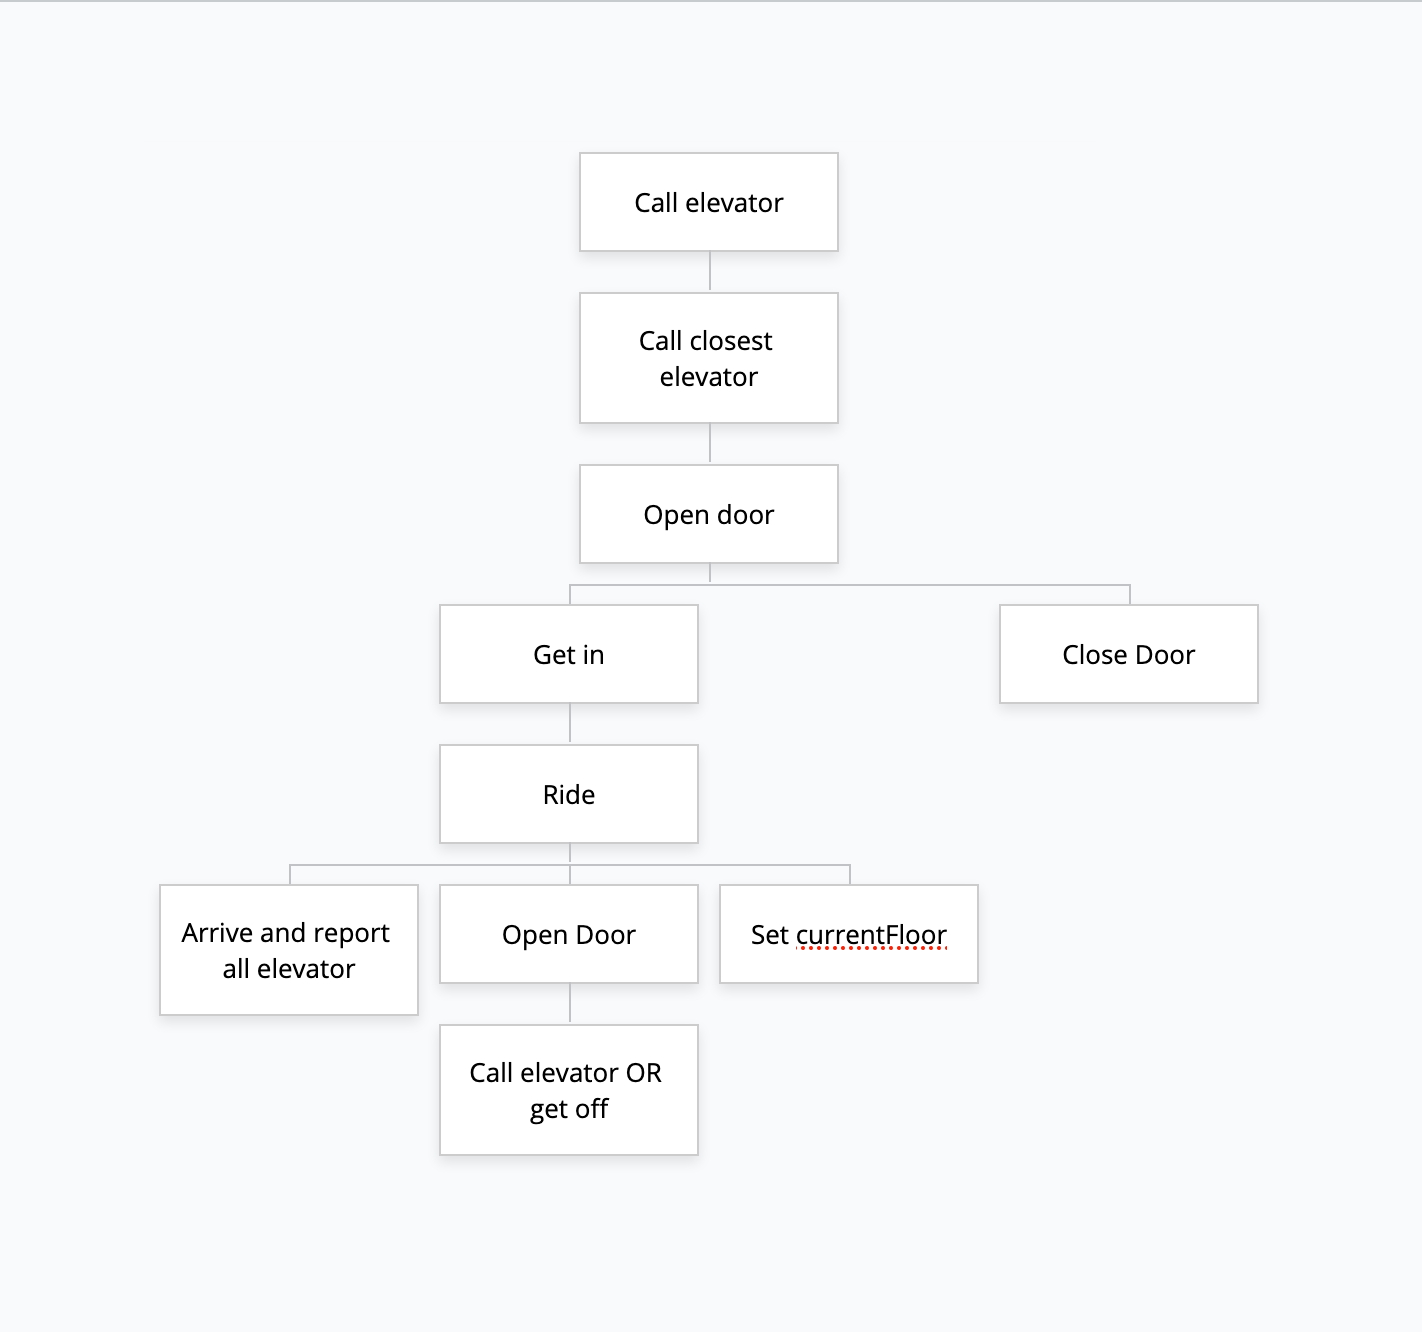 Call elevator
Call closest
elevator
Open door
Get in
Close Door
Ride
Arrive and report
all elevator
Open Door
Set currentFloor
Call elevator OR
get off